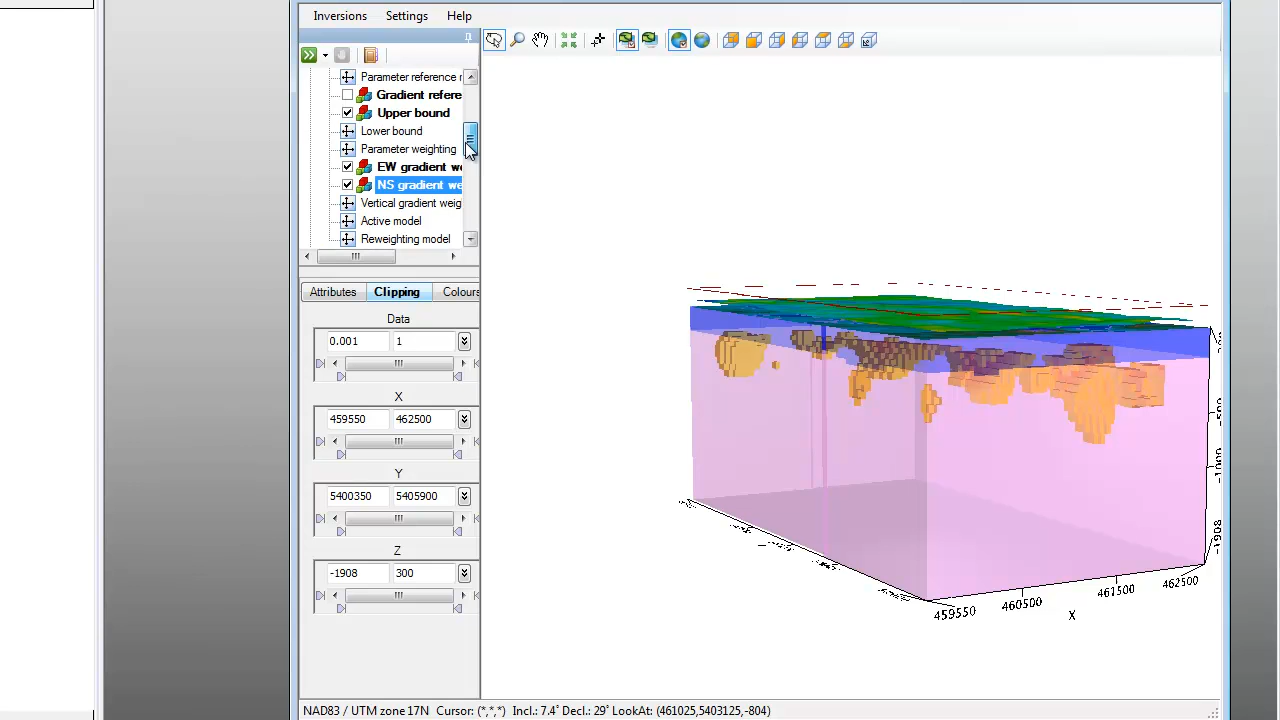 Inversions Settings Help
Parameter reference r
Gradient refere
Upper bound
Lower bound
Parameter weighting
EW gradient we
NS gradient we
Vertical gradient weig
Active model
Reweighting model
Attributes Clipping Colours
Data
0.001 1
X
459550 462500
Y
5400350 5405900
Z
-1908 300
-1000
-1908
459550 460500 461500 462500
X
NAD83 / UTM zone 17N Cursor: (*,*,*) Incl.: 7.4° Decl.: 29° LookAt: (461025,5403125,-804)